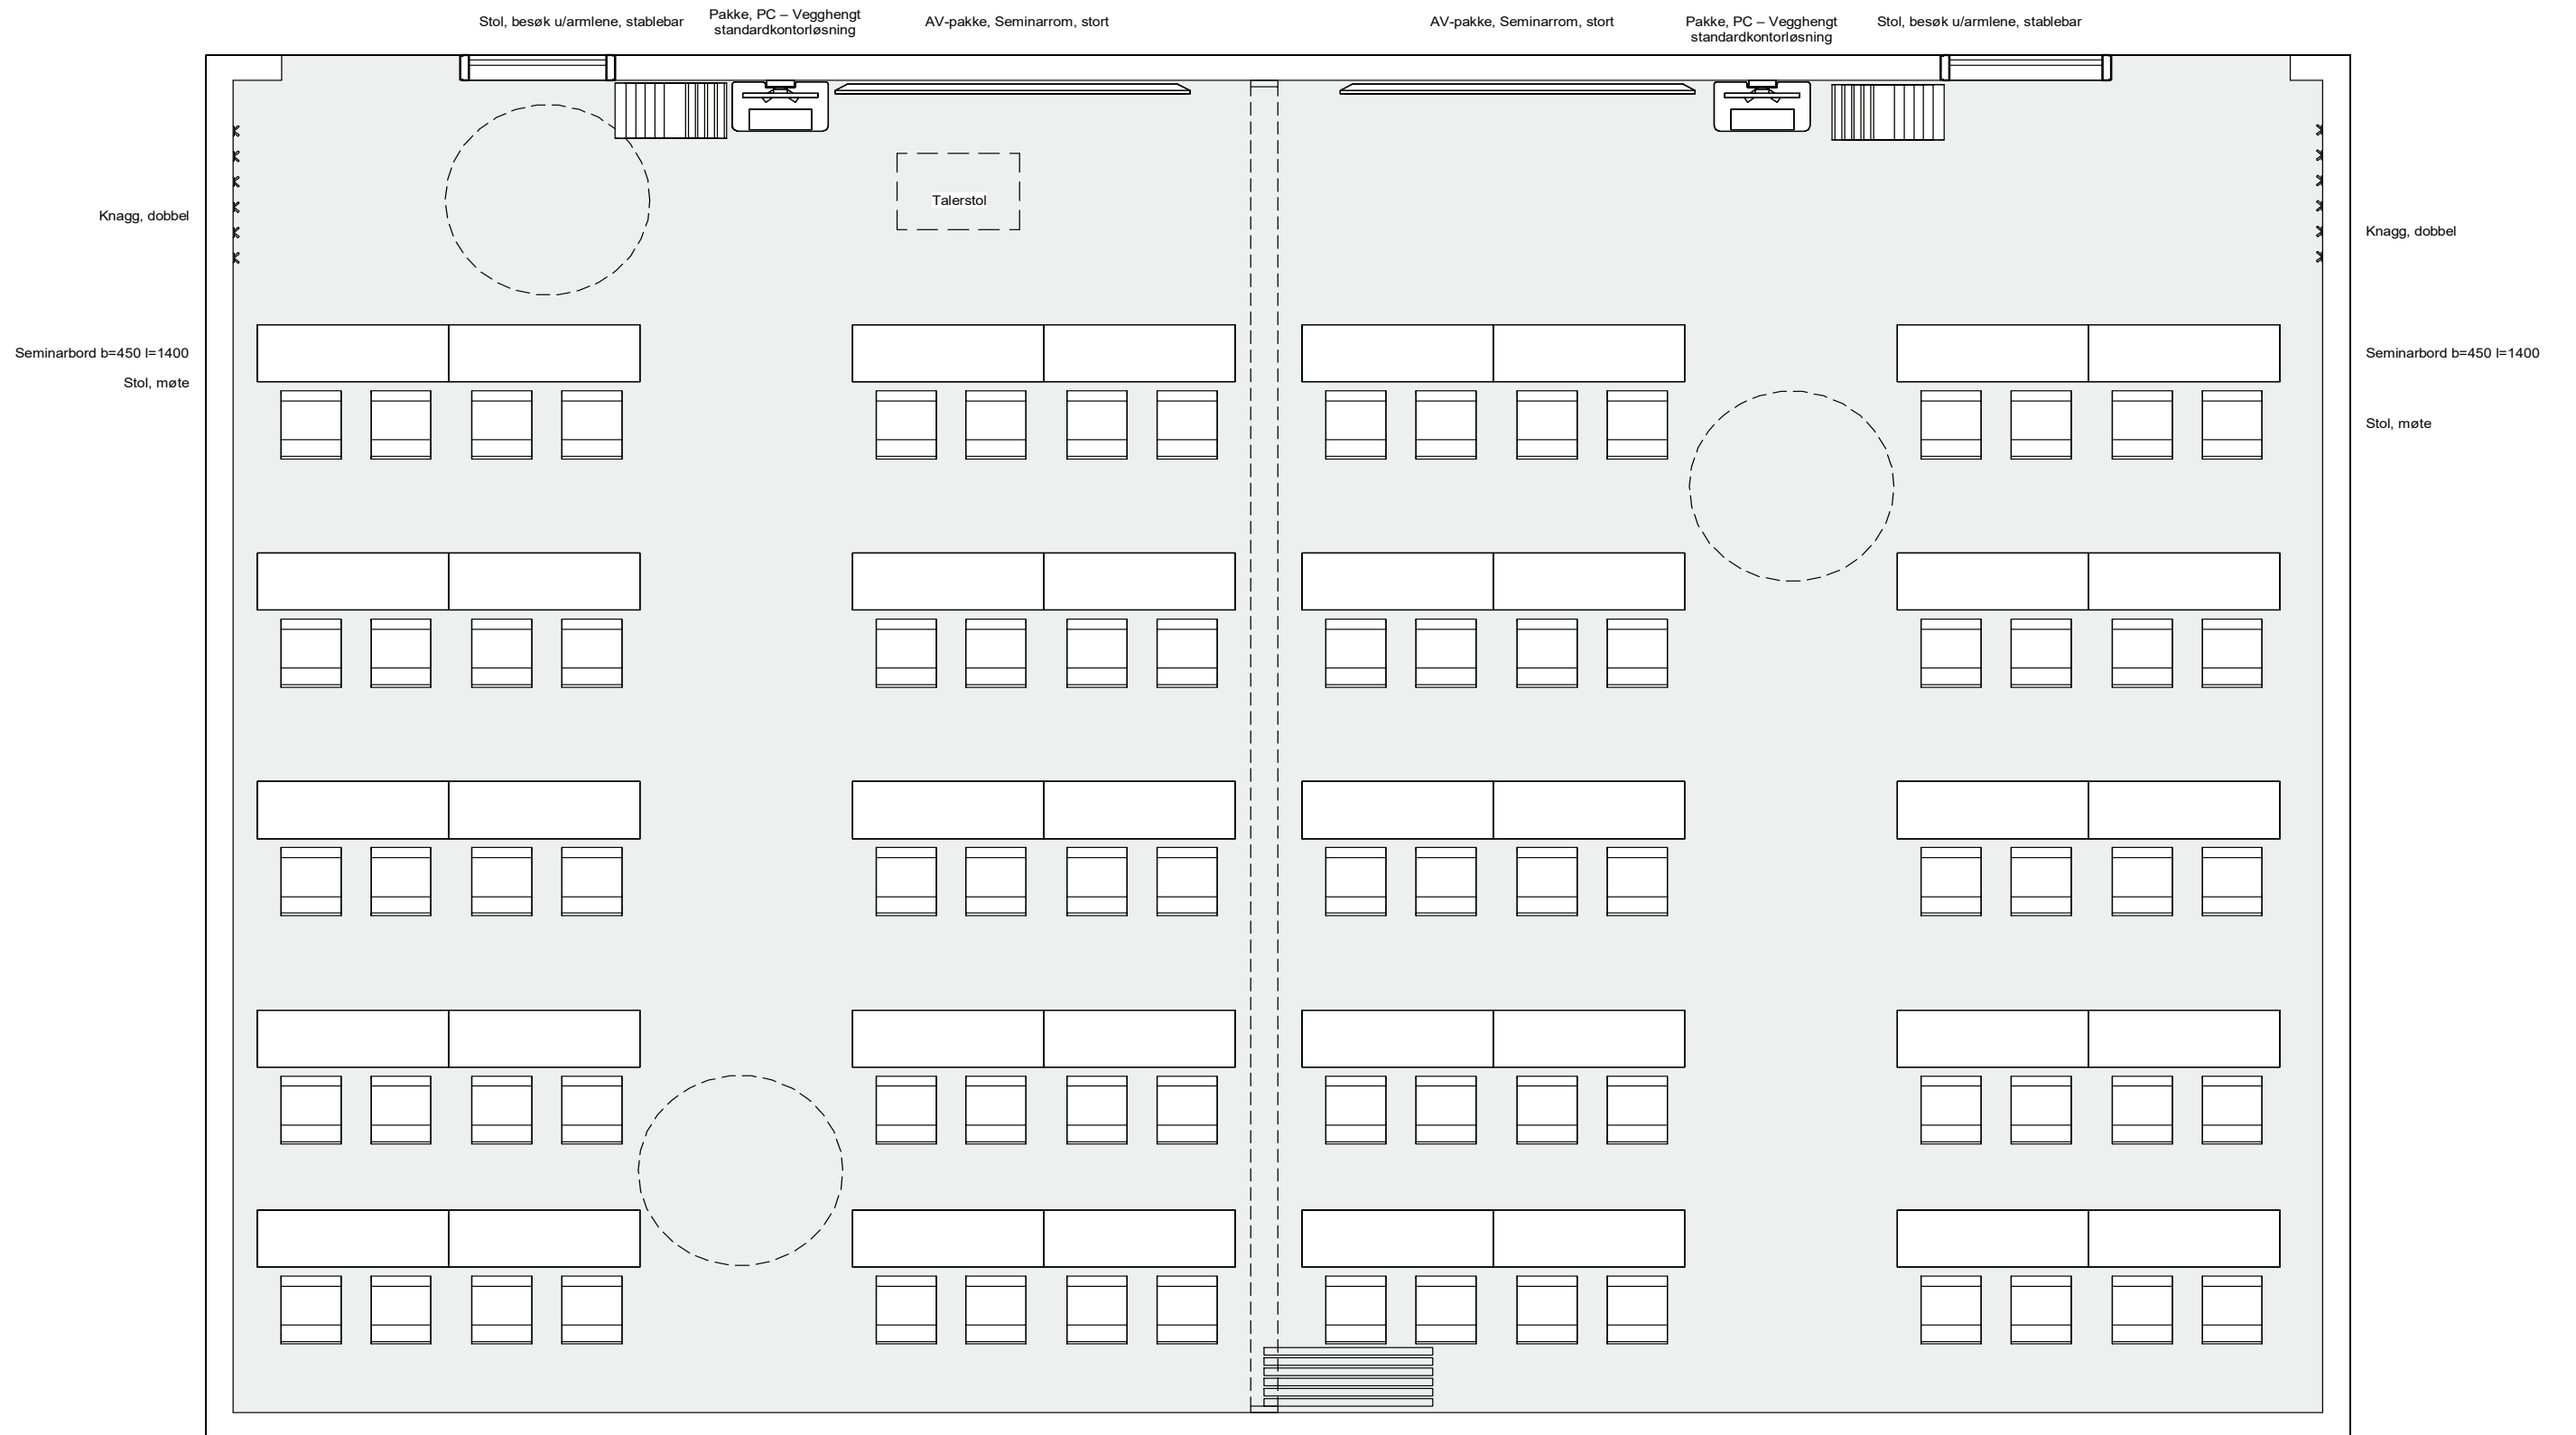 Stol, besøk u/armlene, stablebar
Pakke, PC – Vegghengt
standardkontorløsning
AV-pakke, Seminarrom, stort
AV-pakke, Seminarrom, stort
Pakke, PC – Vegghengt
standardkontorløsning
Stol, besøk u/armlene, stablebar
Talerstol
Knagg, dobbel
Knagg, dobbel
Seminarbord b=450 l=1400
Seminarbord b=450 l=1400
Stol, møte
Stol, møte